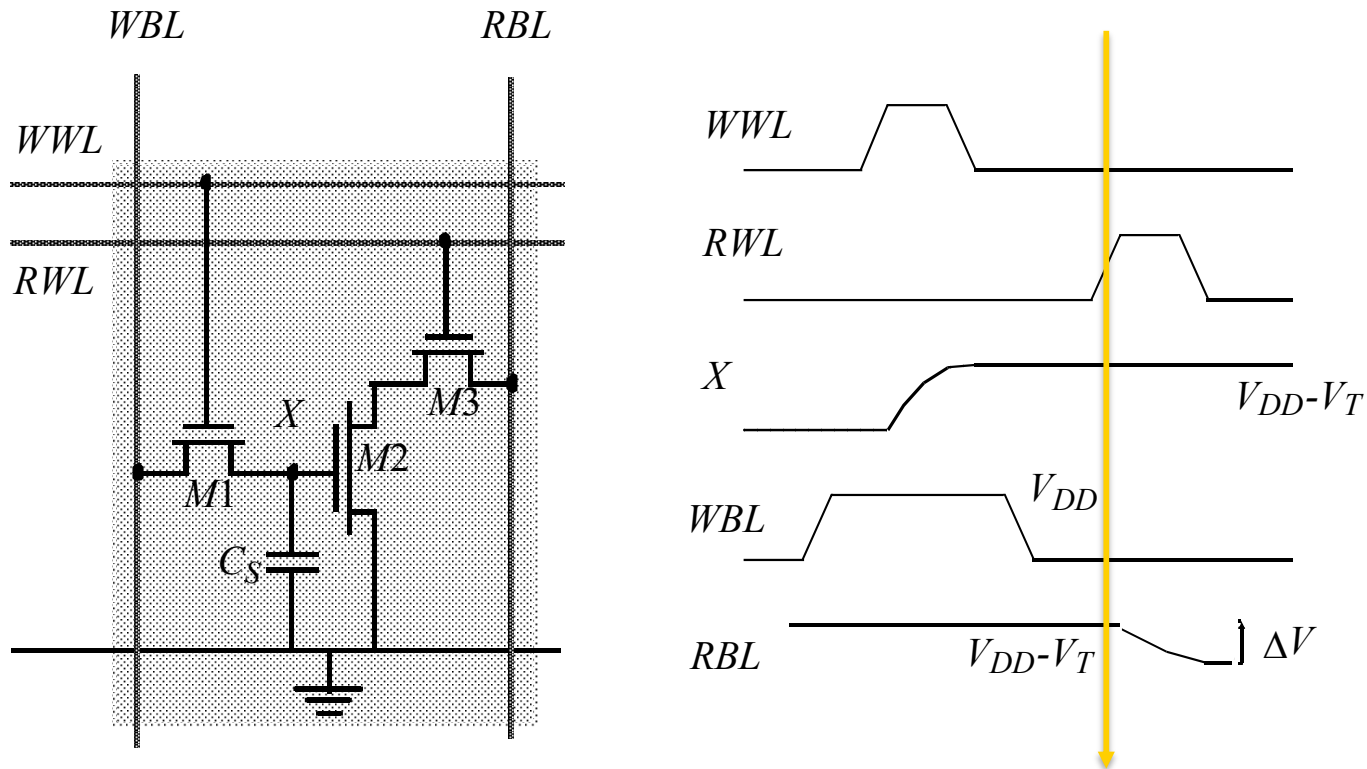 WBL
RBL
WWL
RWL
X
M1
M2
M3
C_S
WWL
RWL
X
V_DD-V_T
WBL
V_DD
RBL
V_DD-V_T
ΔV